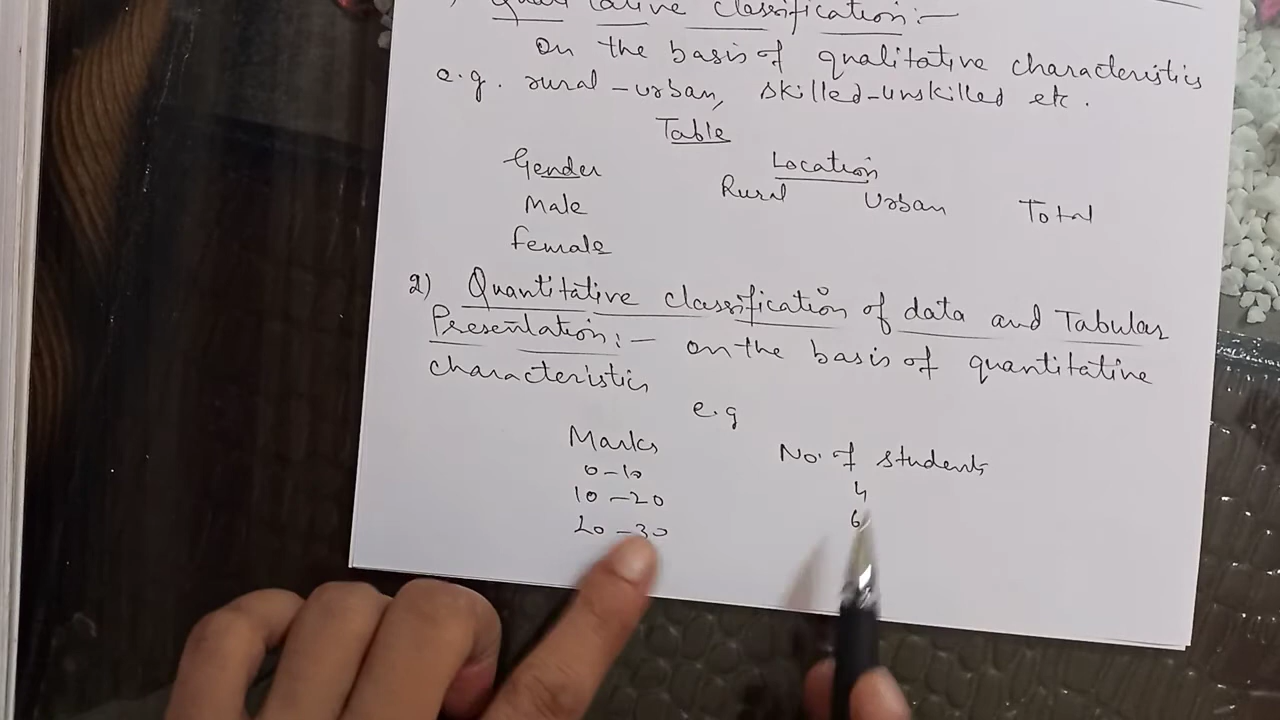 classification:-
On the basis of qualitative characteristics
e.g. rural-urban, skilled-unskilled etc.
Table
Gender Location
Rural Urban Total
Male
female
2) Quantitative classification of data and Tabular
Presentation:- on the basis of quantitative
characteristics
e.g
Marks No. of students
0-10 4
10-20 6
20-30